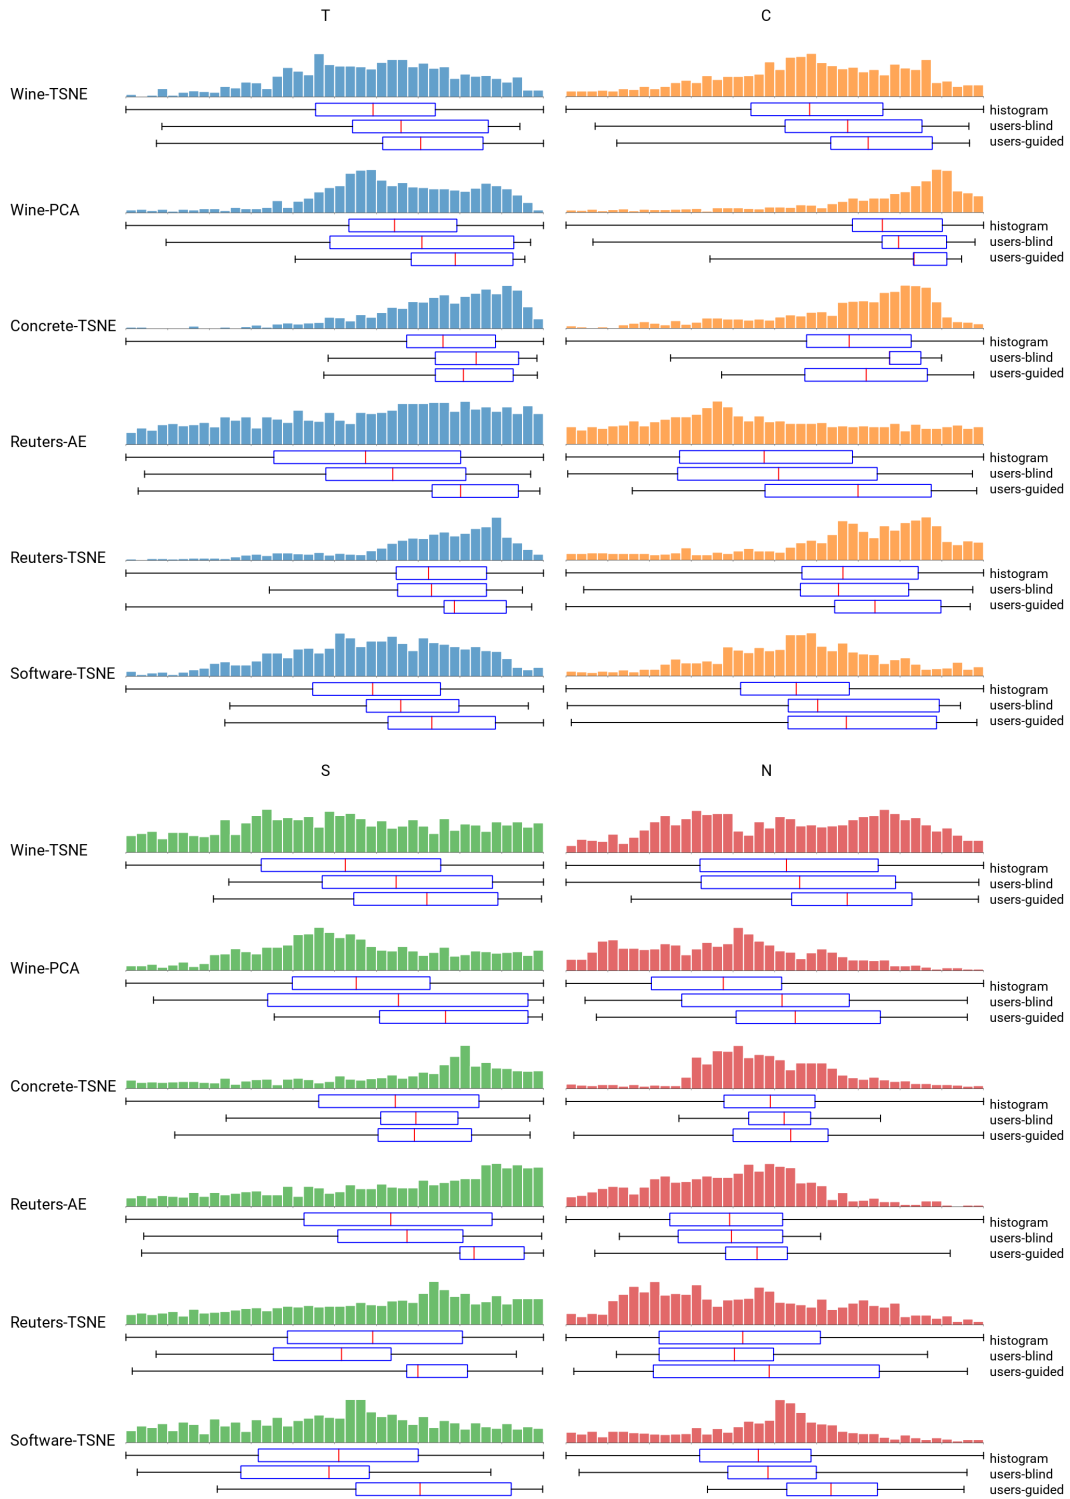 T C
Wine-TSNE
histogram
users-blind
users-guided
Wine-PCA
histogram
users-blind
users-guided
Concrete-TSNE
histogram
users-blind
users-guided
Reuters-AE
histogram
users-blind
users-guided
Reuters-TSNE
histogram
users-blind
users-guided
Software-TSNE
histogram
users-blind
users-guided
S N
Wine-TSNE
histogram
users-blind
users-guided
Wine-PCA
histogram
users-blind
users-guided
Concrete-TSNE
histogram
users-blind
users-guided
Reuters-AE
histogram
users-blind
users-guided
Reuters-TSNE
histogram
users-blind
users-guided
Software-TSNE
histogram
users-blind
users-guided